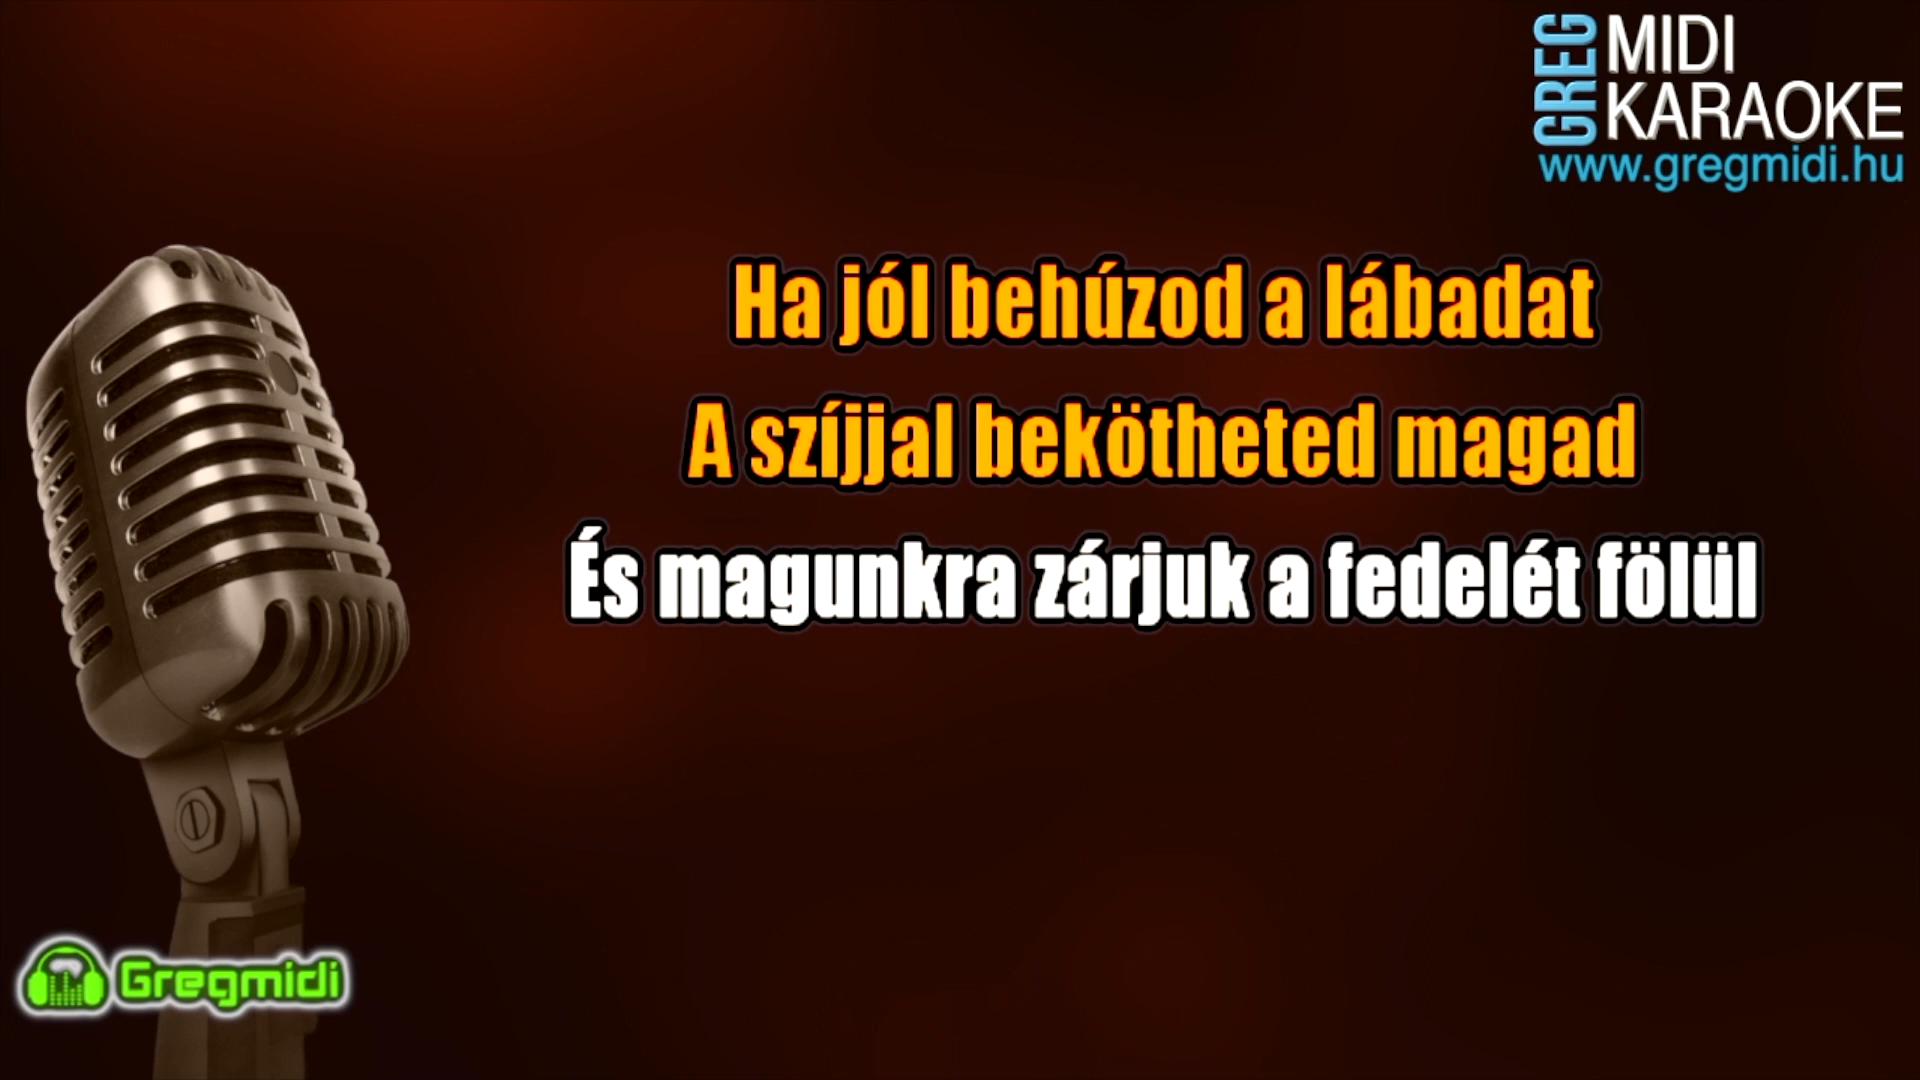 GREG
MIDI
KARAOKE
www.gregmidi.hu
Ha jól behúzod a lábadat
A szíjjal bekötheted magad
És magunkra zárjuk a fedelét fölül
Gregmidi